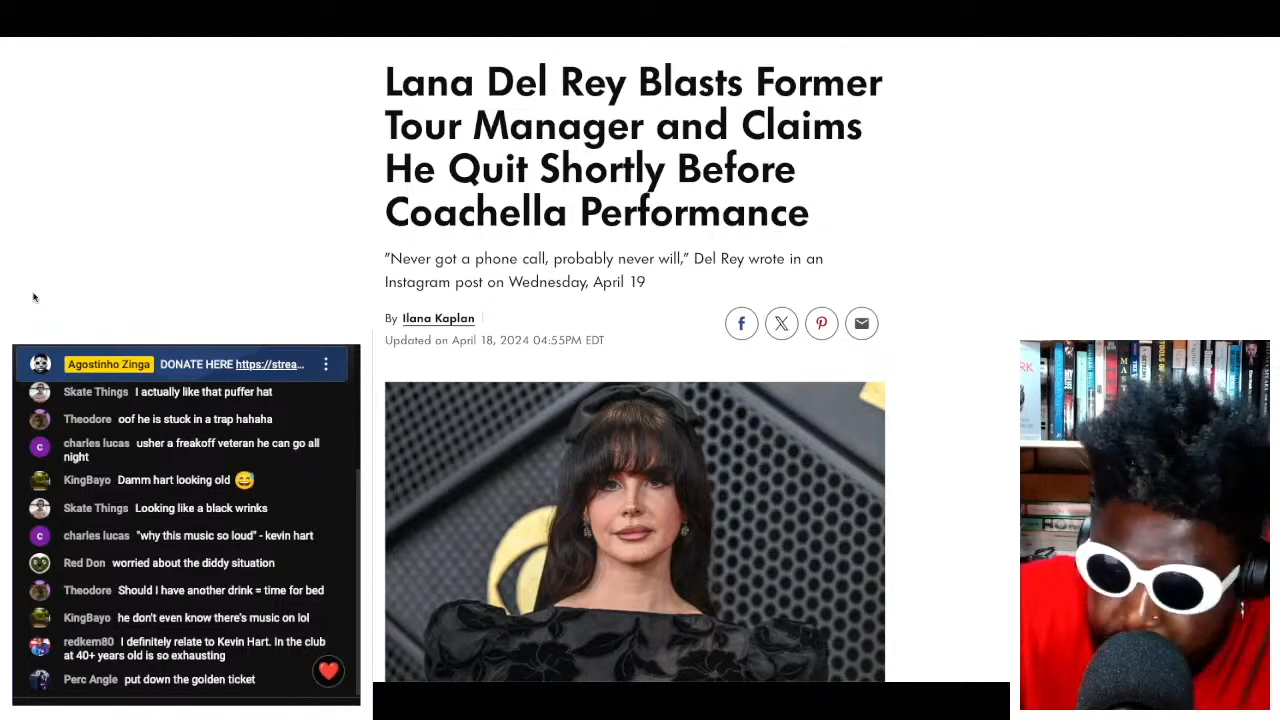 Lana Del Rey Blasts Former
Tour Manager and Claims
He Quit Shortly Before
Coachella Performance
"Never got a phone call, probably never will," Del Rey wrote in an
Instagram post on Wednesday, April 19
By Ilana Kaplan
Updated on April 18, 2024 04:55PM EDT
Agostinho Zinga DONATE HERE https://strea...
Skate Things I actually like that puffer hat
Theodore oof he is stuck in a trap hahaha
charles lucas usher a freakoff veteran he can go all
night
KingBayo Damm hart looking old 😅
Skate Things Looking like a black wrinks
charles lucas "why this music so loud" - kevin hart
Red Don worried about the diddy situation
Theodore Should I have another drink = time for bed
KingBayo he don't even know there's music on lol
redkem80 I definitely relate to Kevin Hart. In the club
at 40+ years old is so exhausting
Perc Angle put down the golden ticket